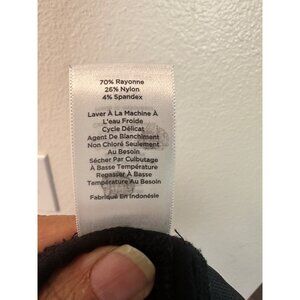 70% Rayonne
26% Nylon
4% Spandex
Laver À La Machine À
L'eau Froide
Cycle Délicat
Agent De Blanchiment
Non Chloré Seulement
Au Besoin
Sécher Par Culbutage
À Basse Température
Repasser À Basse
Température Au Besoin
Fabriqué En Indonésie